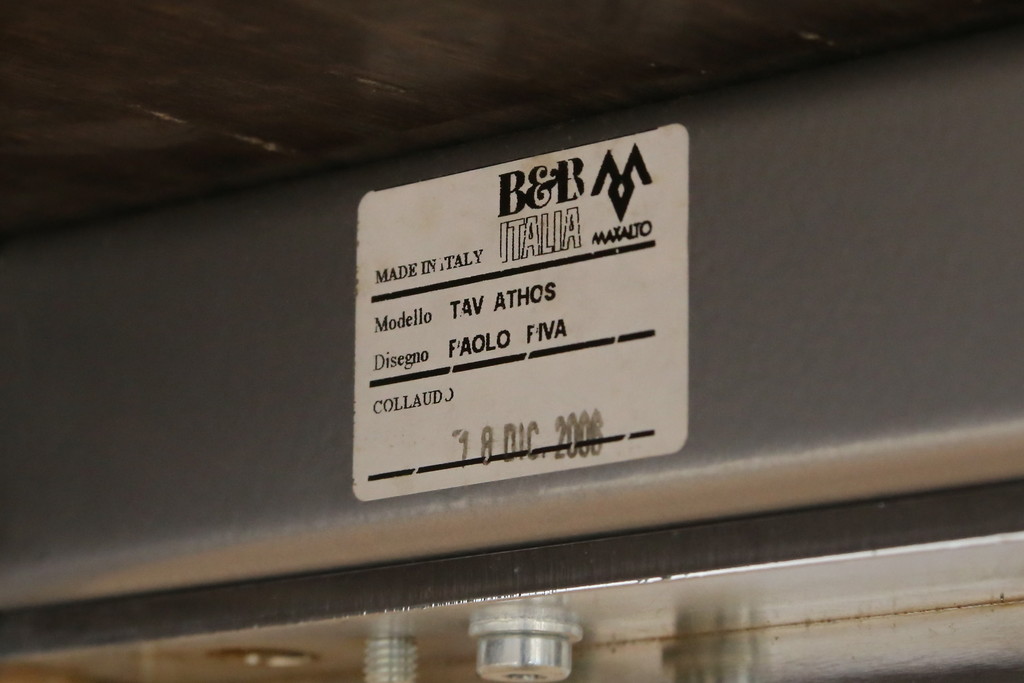 B&B
ITALIA
MAXALTO
MADE IN ITALY
Modello TAV ATHOS
Disegno PAOLO PIVA
COLLAUDO
18 DIC. 2006